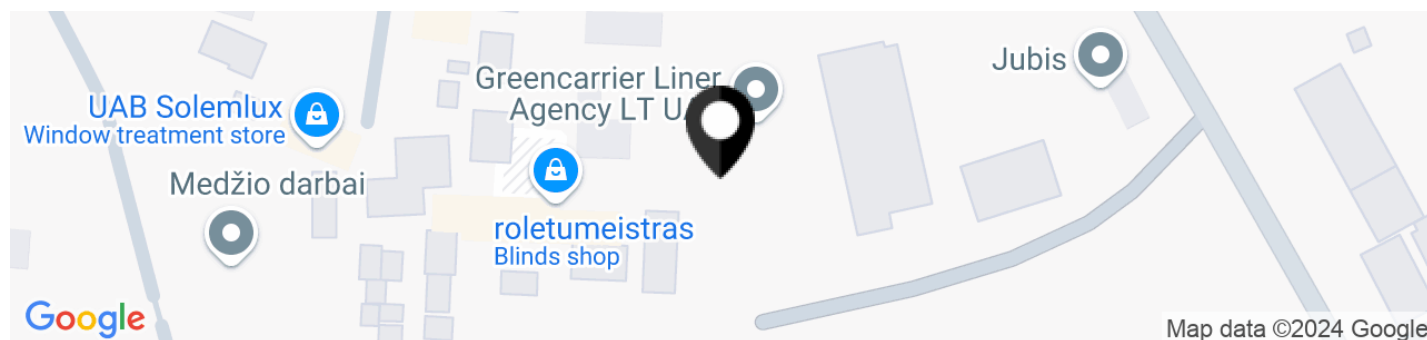 Jubis
Greencarrier Liner
Agency LT
UAB Solemlux
Window treatment store
Medžio darbai
roletumeistras
Blinds shop
Google
Map data ©2024 Google